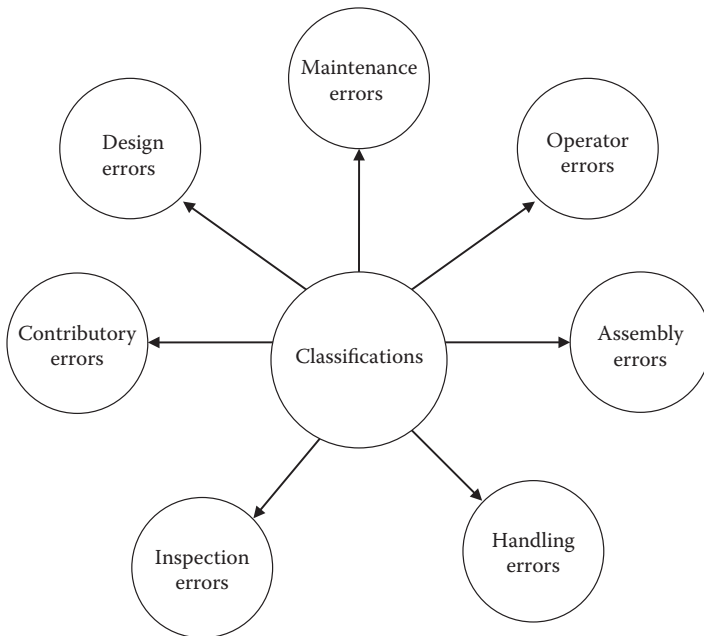 Maintenance
errors
Design
errors
Operator
errors
Contributory
errors
Classifications
Assembly
errors
Inspection
errors
Handling
errors